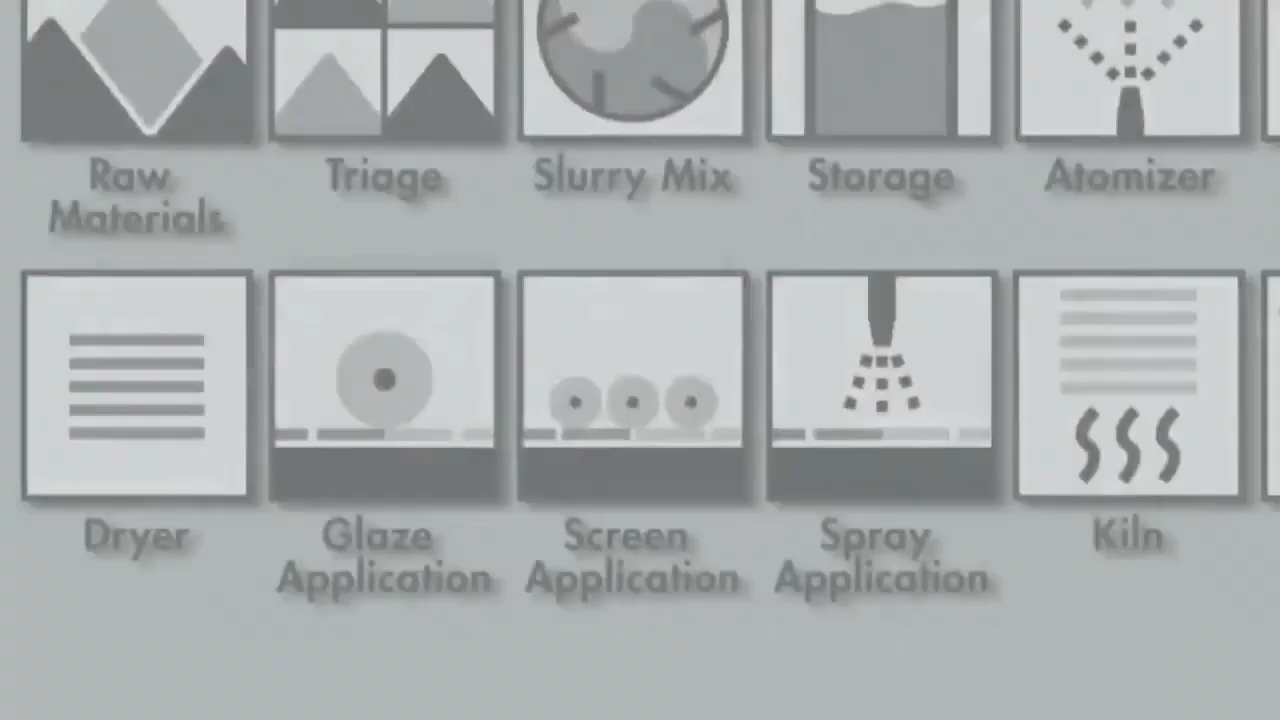 Raw
Materials
Triage
Slurry Mix
Storage
Atomizer
Dryer
Glaze
Application
Screen
Application
Spray
Application
Kiln